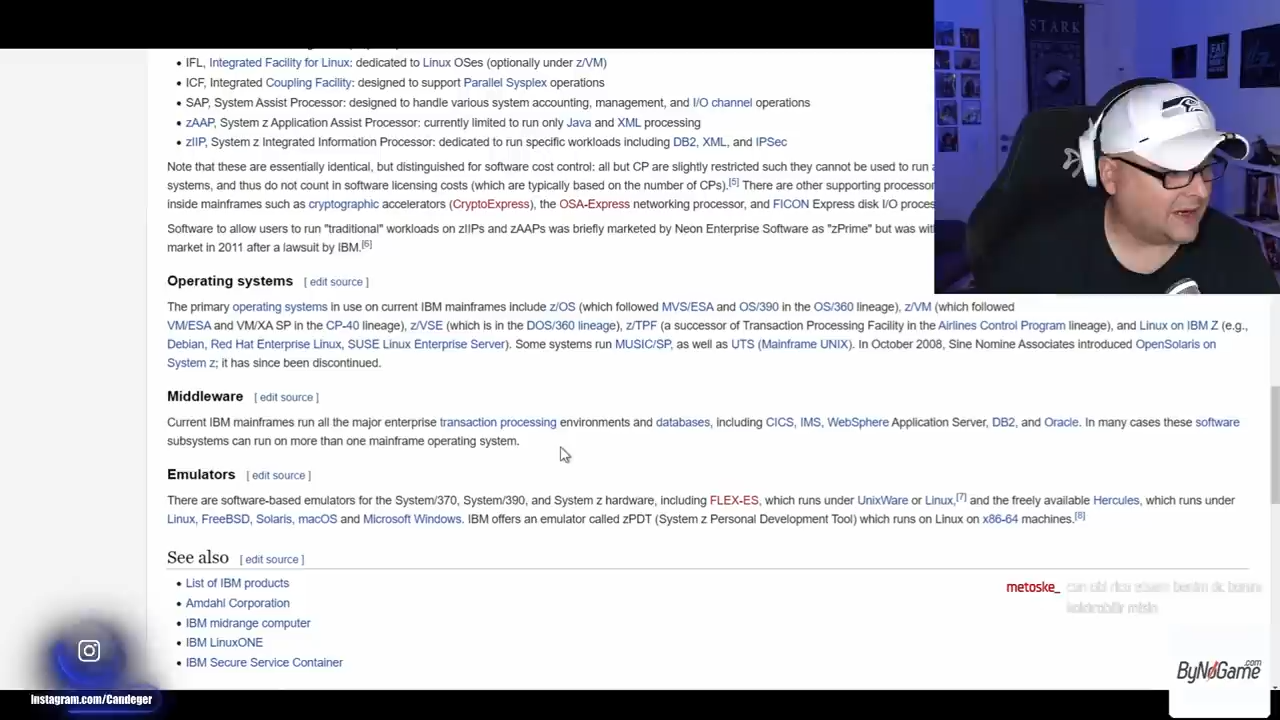 • IFL, Integrated Facility for Linux: dedicated to Linux OSes (optionally under z/VM)
• ICF, Integrated Coupling Facility: designed to support Parallel Sysplex operations
• SAP, System Assist Processor: designed to handle various system accounting, management, and I/O channel operations
• zAAP, System z Application Assist Processor: currently limited to run only Java and XML processing
• zIIP, System z Integrated Information Processor: dedicated to run specific workloads including DB2, XML, and IPSec
Note that these are essentially identical, but distinguished for software cost control: all but CP are slightly restricted such they cannot be used to run
systems, and thus do not count in software licensing costs (which are typically based on the number of CPs).[5] There are other supporting
inside mainframes such as cryptographic accelerators (CryptoExpress), the OSA-Express networking processor, and FICON Express disk I/O
Software to allow users to run "traditional" workloads on zIIPs and zAAPs was briefly marketed by Neon Enterprise Software as "zPrime" but was
market in 2011 after a lawsuit by IBM.[6]
Operating systems [ edit source ]
The primary operating systems in use on current IBM mainframes include z/OS (which followed MVS/ESA and OS/390 in the OS/360 lineage), z/VM (which followed
VM/ESA and VM/XA SP in the CP-40 lineage), z/VSE (which is in the DOS/360 lineage), z/TPF (a successor of Transaction Processing Facility in the Airlines Control Program lineage), and Linux on IBM Z (e.g.,
Debian, Red Hat Enterprise Linux, SUSE Linux Enterprise Server). Some systems run MUSIC/SP, as well as UTS (Mainframe UNIX). In October 2008, Sine Nomine Associates introduced OpenSolaris on
System z; it has since been discontinued.
Middleware [ edit source ]
Current IBM mainframes run all the major enterprise transaction processing environments and databases, including CICS, IMS, WebSphere Application Server, DB2, and Oracle. In many cases these software
subsystems can run on more than one mainframe operating system.
Emulators [ edit source ]
There are software-based emulators for the System/370, System/390, and System z hardware, including FLEX-ES, which runs under UnixWare or Linux,[7] and the freely available Hercules, which runs under
Linux, FreeBSD, Solaris, macOS and Microsoft Windows. IBM offers an emulator called zPDT (System z Personal Development Tool) which runs on Linux on x86-64 machines.[8]
See also [ edit source ]
• List of IBM products
• Amdahl Corporation
• IBM midrange computer
• IBM LinuxONE
• IBM Secure Service Container
STARK
metoske_
ByNoGame.com
Instagram.com/Candeger